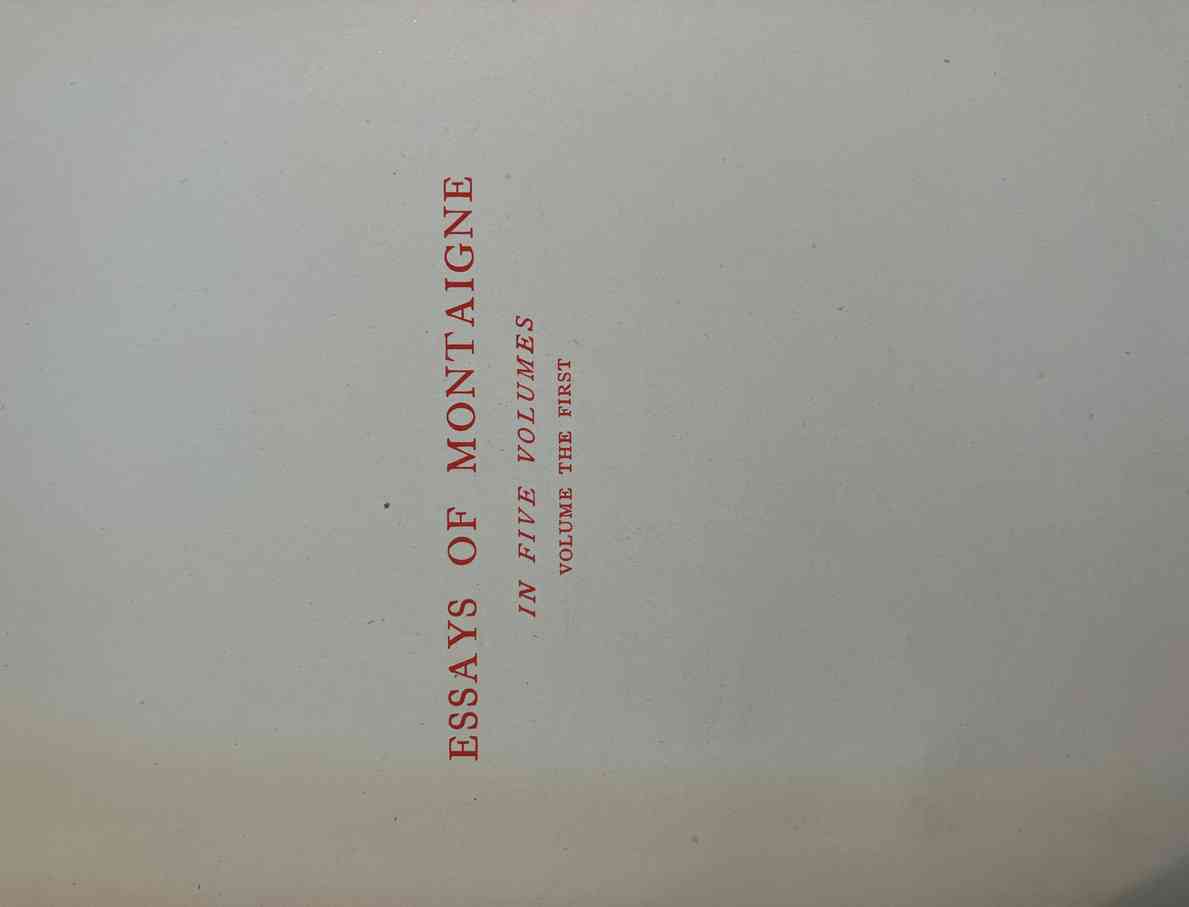 ESSAYS OF MONTAIGNE
IN FIVE VOLUMES
VOLUME THE FIRST